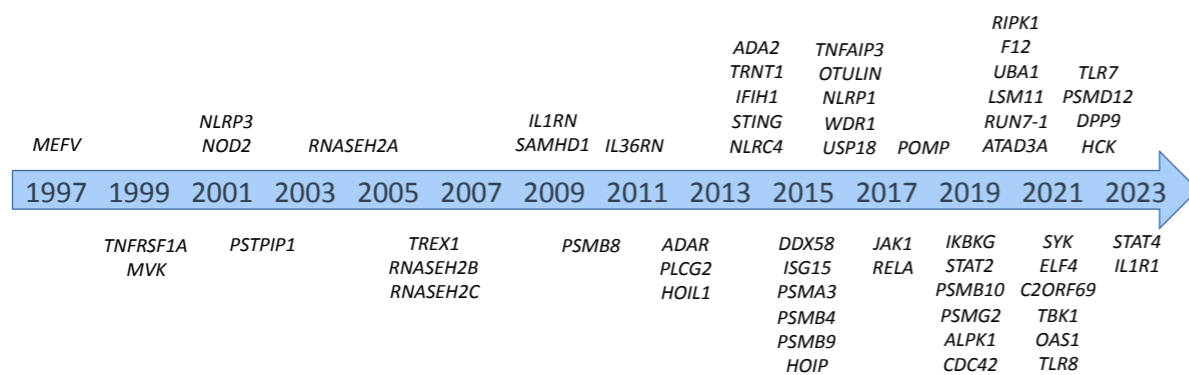 RIPK1
ADA2 TNFAIP3 F12
TRNT1 OTULIN UBA1 TLR7
IFIH1 NLRP1 LSM11 PSMD12
NLRP3 IL1RN STING WDR1 RUN7-1 DPP9
MEFV NOD2 RNASEH2A SAMHD1 IL36RN NLRC4 USP18 POMP ATAD3A HCK
1997 1999 2001 2003 2005 2007 2009 2011 2013 2015 2017 2019 2021 2023
TNFRSF1A PSTPIP1 TREX1 PSMB8 ADAR DDX58 JAK1 IKBKG SYK STAT4
MVK RNASEH2B PLCG2 ISG15 RELA STAT2 ELF4 IL1R1
RNASEH2C HOIL1 PSMA3 PSMB10 C2ORF69
PSMB4 PSMG2 TBK1
PSMB9 ALPK1 OAS1
HOIP CDC42 TLR8